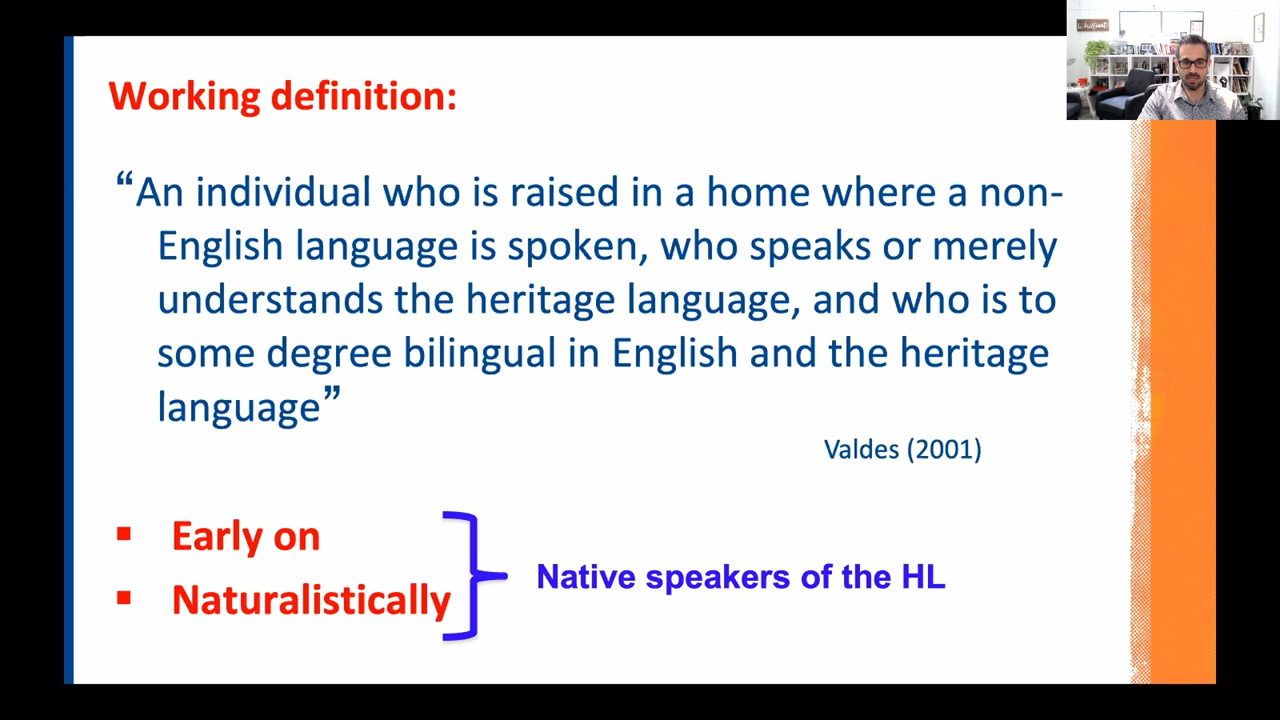 Working definition:
“An individual who is raised in a home where a non-
English language is spoken, who speaks or merely
understands the heritage language, and who is to
some degree bilingual in English and the heritage
language”
Valdes (2001)
▪ Early on
▪ Naturalistically
Native speakers of the HL